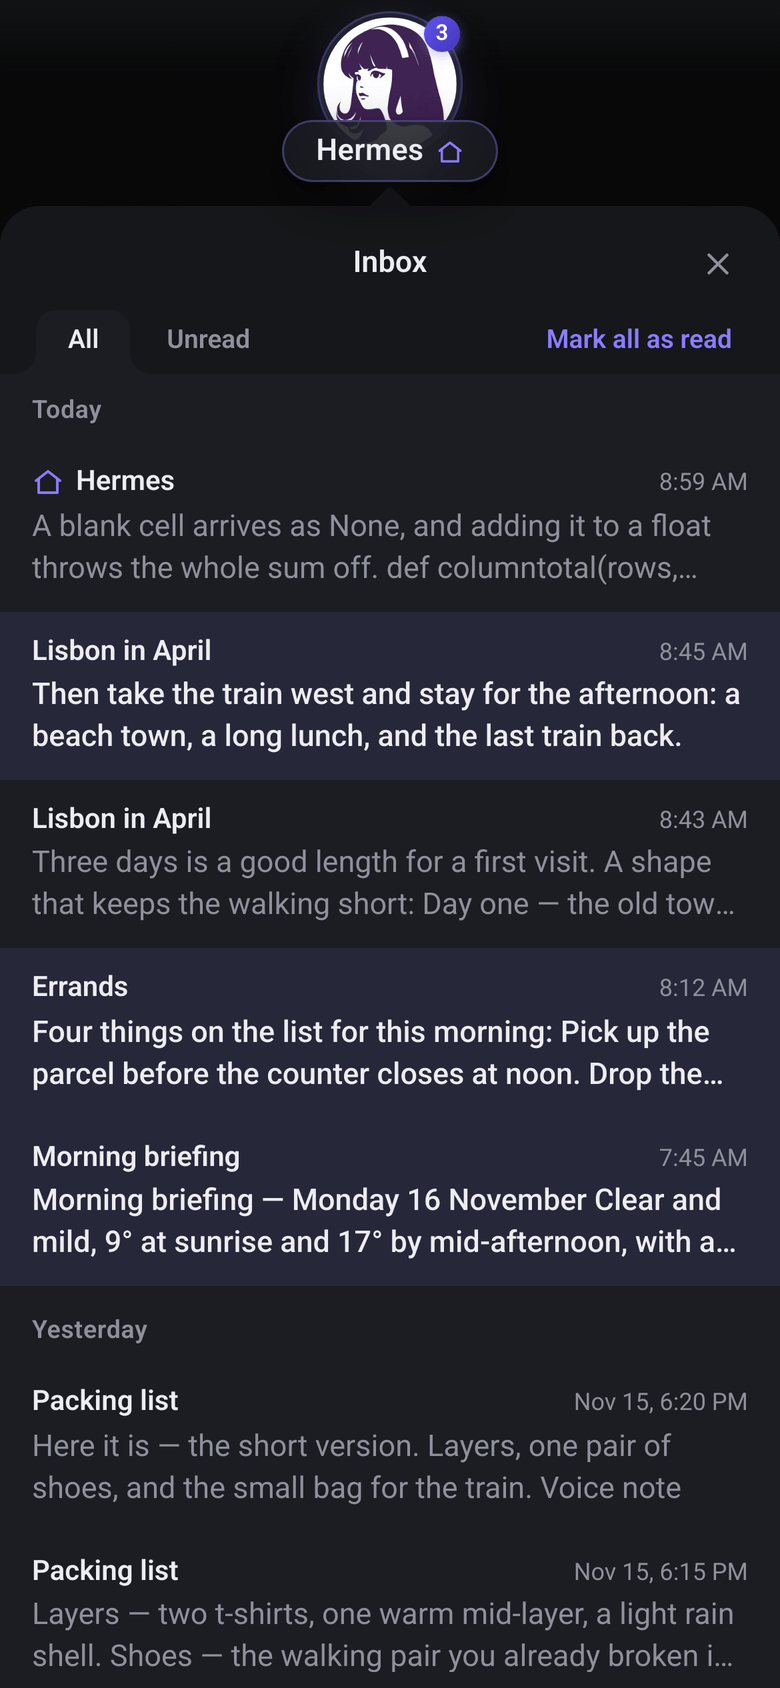 3
Hermes
Inbox
All
Unread
Mark all as read
Today
Hermes
8:59 AM
A blank cell arrives as None, and adding it to a float
throws the whole sum off. def columntotal(rows,…
Lisbon in April
8:45 AM
Then take the train west and stay for the afternoon: a
beach town, a long lunch, and the last train back.
Lisbon in April
8:43 AM
Three days is a good length for a first visit. A shape
that keeps the walking short: Day one — the old tow…
Errands
8:12 AM
Four things on the list for this morning: Pick up the
parcel before the counter closes at noon. Drop the…
Morning briefing
7:45 AM
Morning briefing — Monday 16 November Clear and
mild, 9° at sunrise and 17° by mid-afternoon, with a…
Yesterday
Packing list
Nov 15, 6:20 PM
Here it is — the short version. Layers, one pair of
shoes, and the small bag for the train. Voice note
Packing list
Nov 15, 6:15 PM
Layers — two t-shirts, one warm mid-layer, a light rain
shell. Shoes — the walking pair you already broken i…